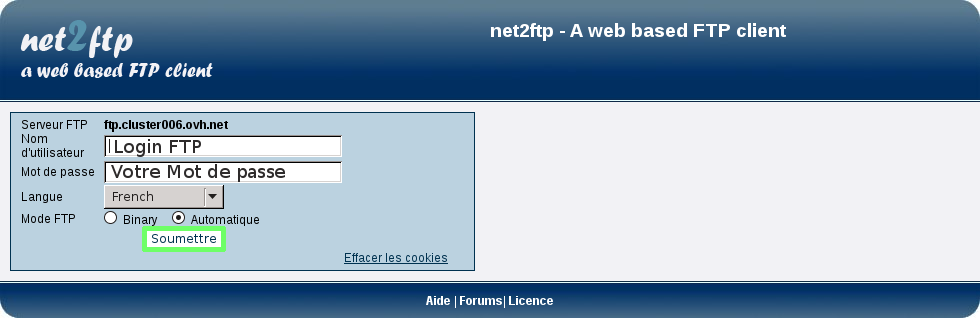 net2ftp
a web based FTP client
net2ftp - A web based FTP client
Serveur FTP ftp.cluster006.ovh.net
Nom
d'utilisateur Login FTP
Mot de passe Votre Mot de passe
Langue French
Mode FTP Binary Automatique
Soumettre
Effacer les cookies
Aide | Forums| Licence